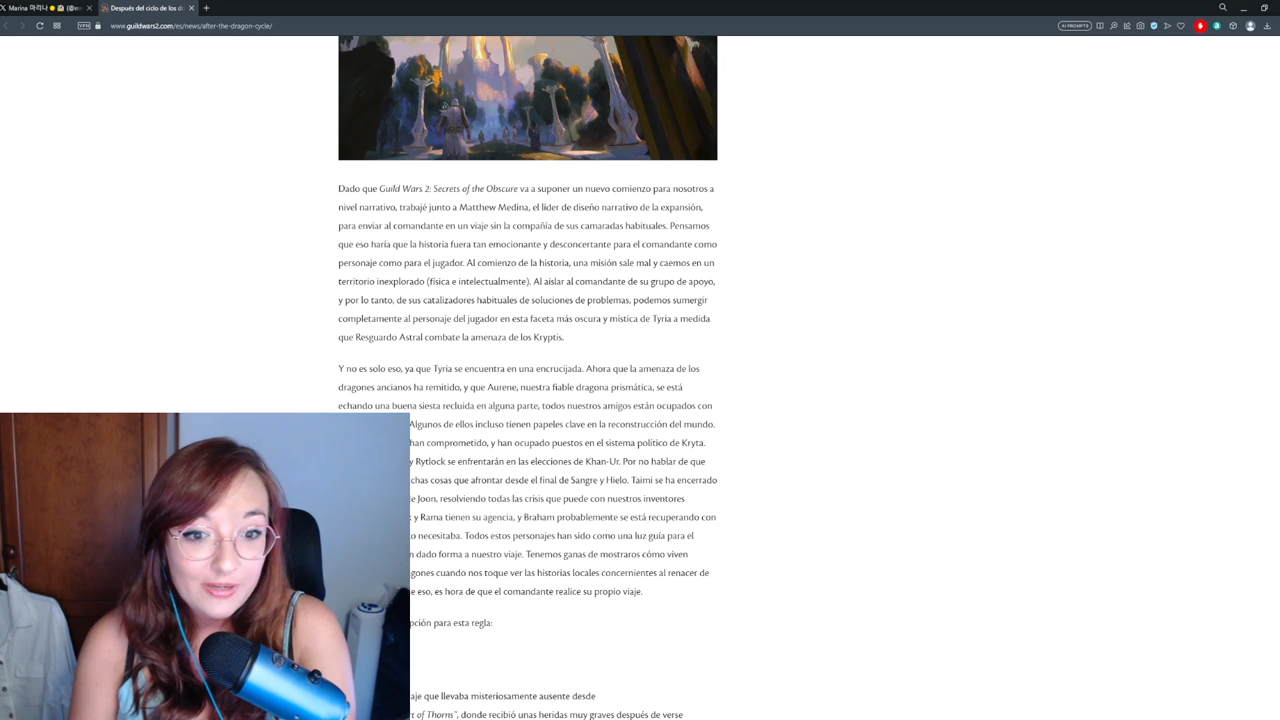 Marina 마리나
Después del ciclo de los d
VPN
www.guildwars2.com/es/news/after-the-dragon-cycle/
AI PROMPTS
Dado que Guild Wars 2: Secrets of the Obscure va a suponer un nuevo comienzo para nosotros a
nivel narrativo, trabajé junto a Matthew Medina, el líder de diseño narrativo de la expansión,
para enviar al comandante en un viaje sin la compañía de sus camaradas habituales. Pensamos
que eso haría que la historia fuera tan emocionante y desconcertante para el comandante como
personaje como para el jugador. Al comienzo de la historia, una misión sale mal y caemos en un
territorio inexplorado (física e intelectualmente). Al aislar al comandante de su grupo de apoyo,
y por lo tanto, de sus catalizadores habituales de soluciones de problemas, podemos sumergir
completamente al personaje del jugador en esta faceta más oscura y mística de Tyria a medida
que Resguardo Astral combate la amenaza de los Kryptis.
Y no es solo eso, ya que Tyria se encuentra en una encrucijada. Ahora que la amenaza de los
dragones ancianos ha remitido, y que Aurene, nuestra fiable dragona prismática, se está
echando una buena siesta recluida en alguna parte, todos nuestros amigos están ocupados con
Algunos de ellos incluso tienen papeles clave en la reconstrucción del mundo.
han comprometido, y han ocupado puestos en el sistema político de Kryta.
y Rytlock se enfrentarán en las elecciones de Khan-Ur. Por no hablar de que
chas cosas que afrontar desde el final de Sangre y Hielo. Taimi se ha encerrado
e Joon, resolviendo todas las crisis que puede con nuestros inventores
y Rama tienen su agencia, y Braham probablemente se está recuperando con
o necesitaba. Todos estos personajes han sido como una luz guía para el
n dado forma a nuestro viaje. Tenemos ganas de mostraros cómo viven
gones cuando nos toque ver las historias locales concernientes al renacer de
e eso, es hora de que el comandante realice su propio viaje.
pción para esta regla:
aje que llevaba misteriosamente ausente desde
rt of Thorns™, donde recibió unas heridas muy graves después de verse